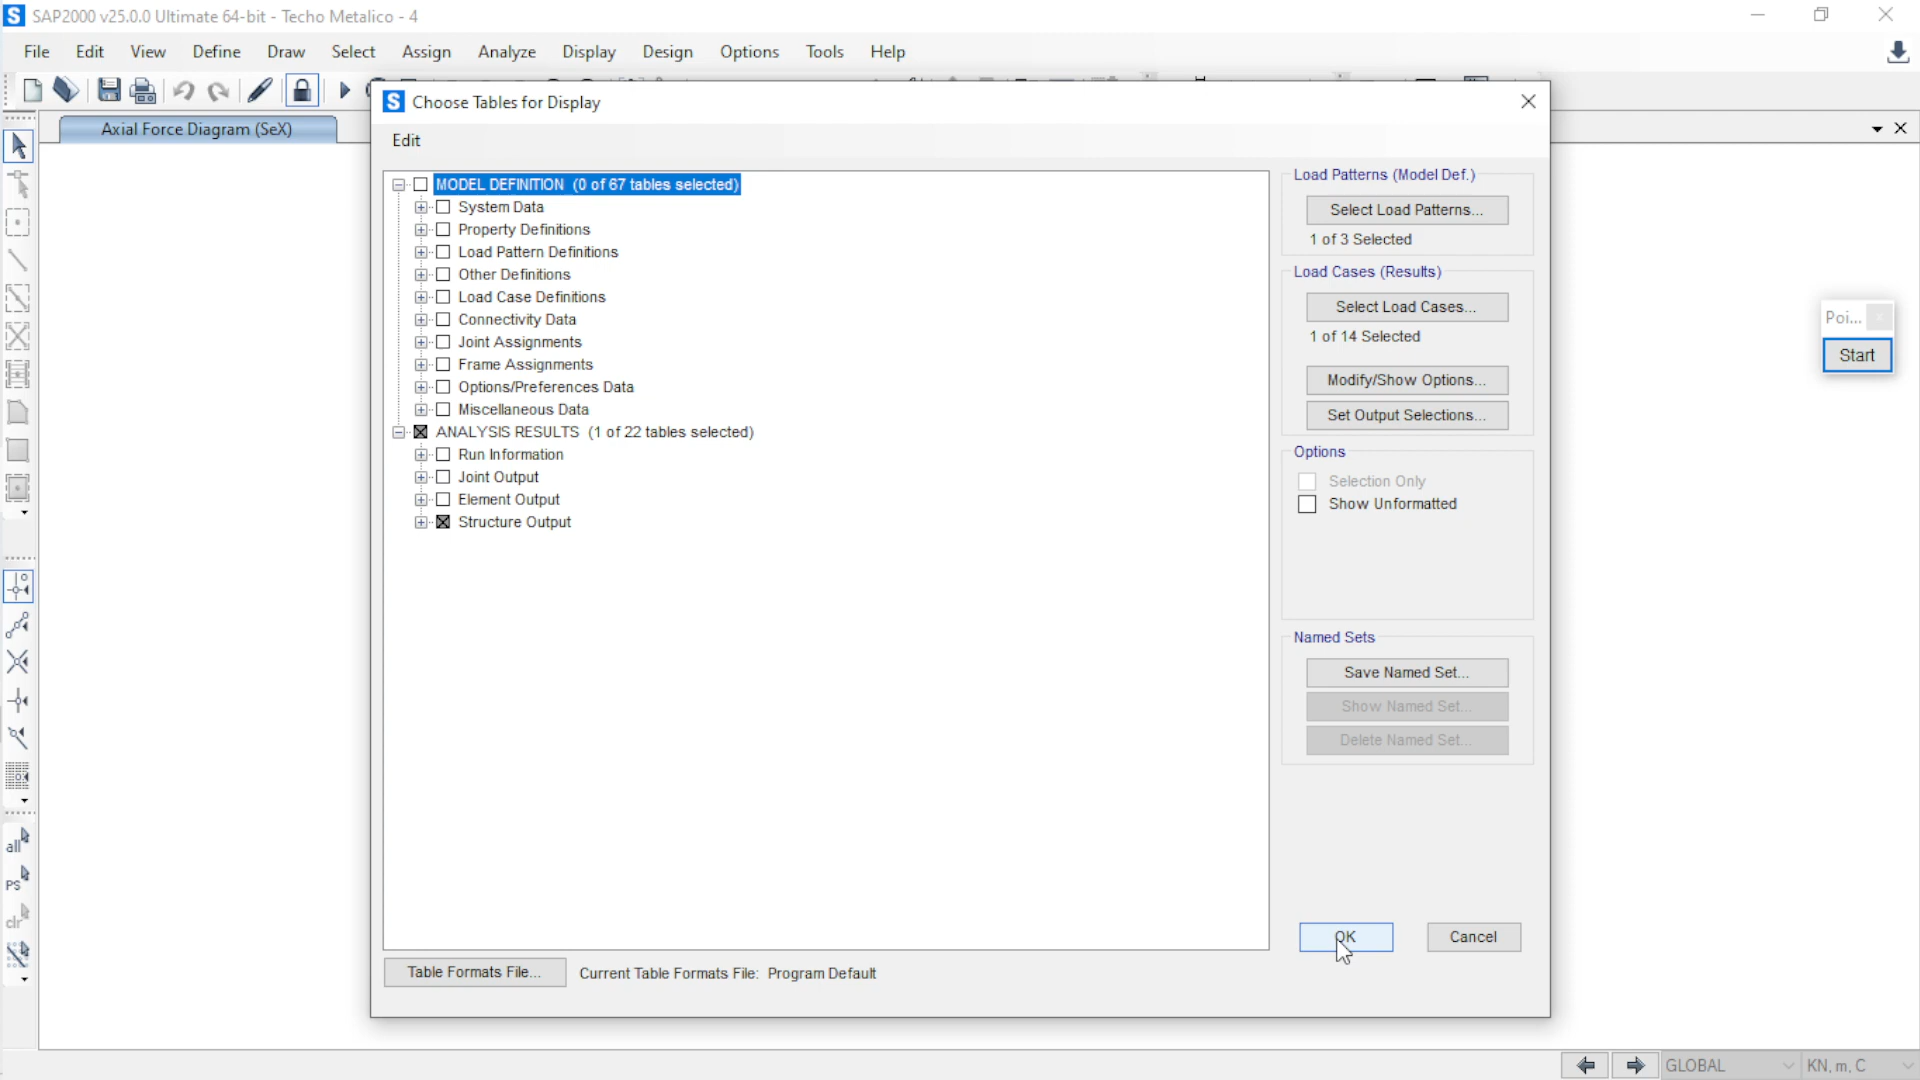 SAP2000 v25.0.0 Ultimate 64-bit - Techo Metalico - 4
File Edit View Define Draw Select Assign Analyze Display Design Options Tools Help
Axial Force Diagram (SeX)
Choose Tables for Display
Edit
MODEL DEFINITION (0 of 67 tables selected)
System Data
Property Definitions
Load Pattern Definitions
Other Definitions
Load Case Definitions
Connectivity Data
Joint Assignments
Frame Assignments
Options/Preferences Data
Miscellaneous Data
ANALYSIS RESULTS (1 of 22 tables selected)
Run Information
Joint Output
Element Output
Structure Output
Load Patterns (Model Def.)
Select Load Patterns...
1 of 3 Selected
Load Cases (Results)
Select Load Cases...
1 of 14 Selected
Modify/Show Options...
Set Output Selections...
Options
Selection Only
Show Unformatted
Named Sets
Save Named Set...
Show Named Set...
Delete Named Set...
OK Cancel
Table Formats File... Current Table Formats File: Program Default
Poi...
Start
all
PS
clr
GLOBAL KN, m, C